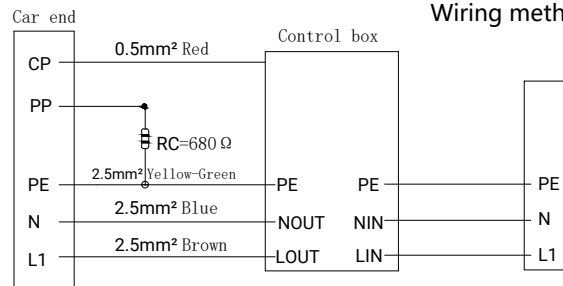 Wiring meth
Car end
Control box
CP 0.5mm² Red
PP
RC=680 Ω
PE 2.5mm² Yellow-Green PE PE PE
N 2.5mm² Blue NOUT NIN N
L1 2.5mm² Brown LOUT LIN L1